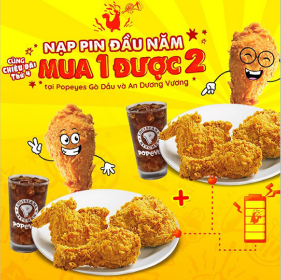 NẠP PIN ĐẦU NĂM
CÙNG CHIÊU ĐÃI THỨ 4
MUA 1 ĐƯỢC 2
tại Popeyes Gò Dầu và An Dương Vương
POPEYES
POPEYES
+